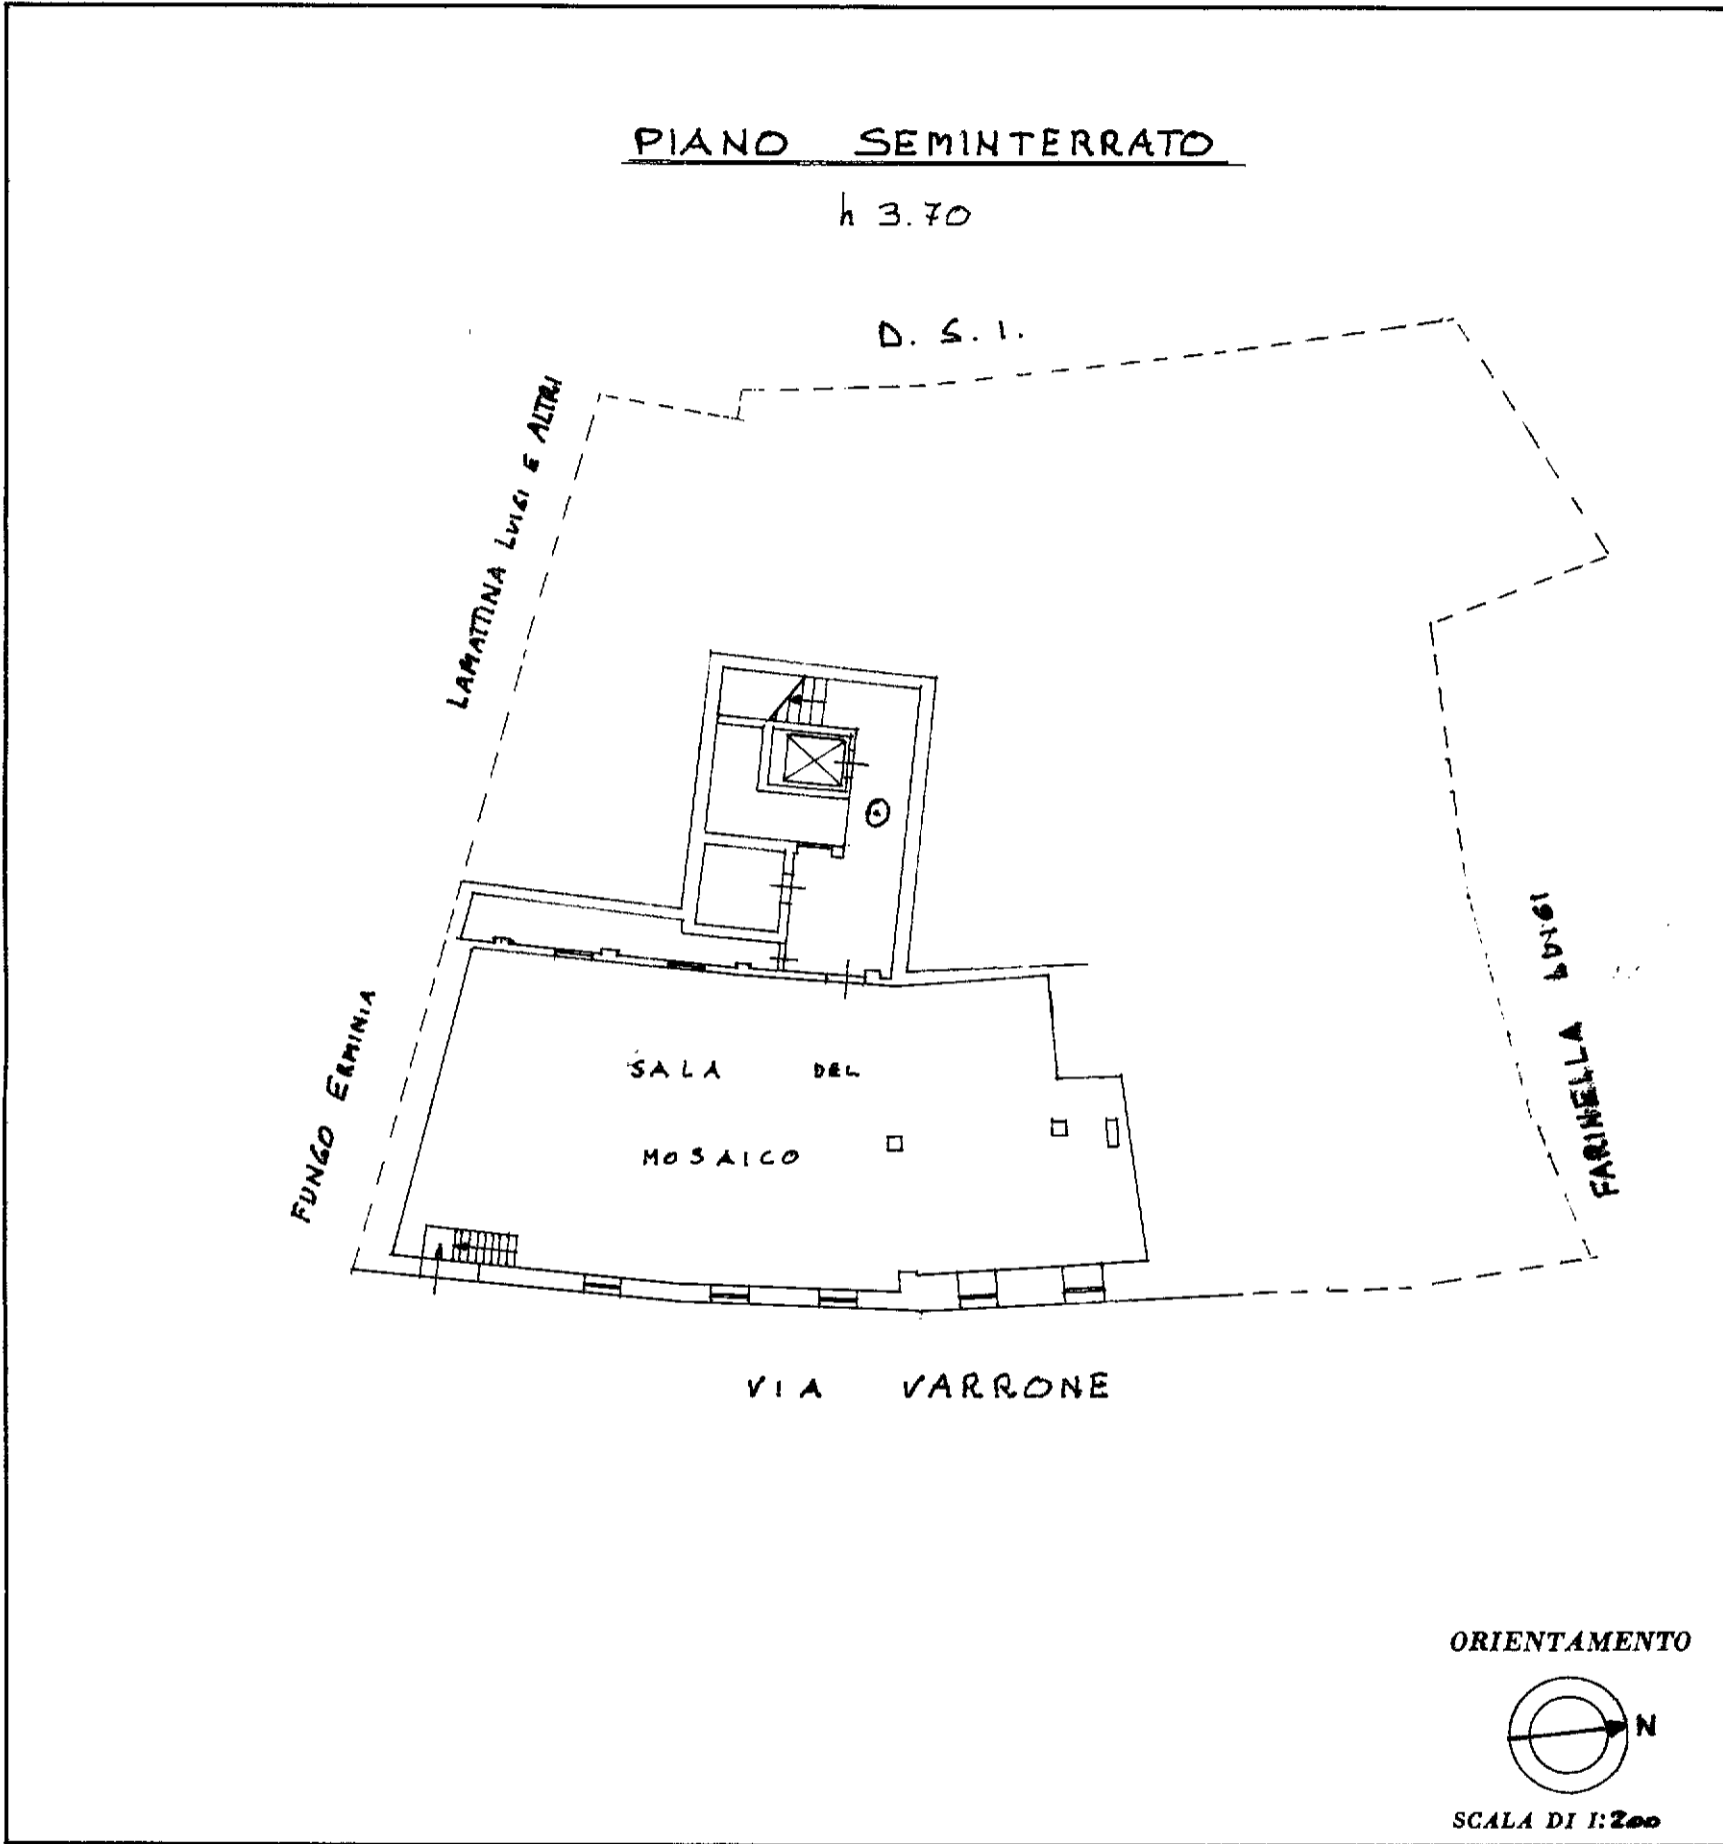 PIANO SEMINTERRATO
h 3.70
D. S. I.
LAMATTINA LUIGI E ALTRI
FUNGO ERMINIA
FARINELLA LUIGI
SALA DEL
MOSAICO
VIA VARRONE
ORIENTAMENTO
N
SCALA DI 1:200